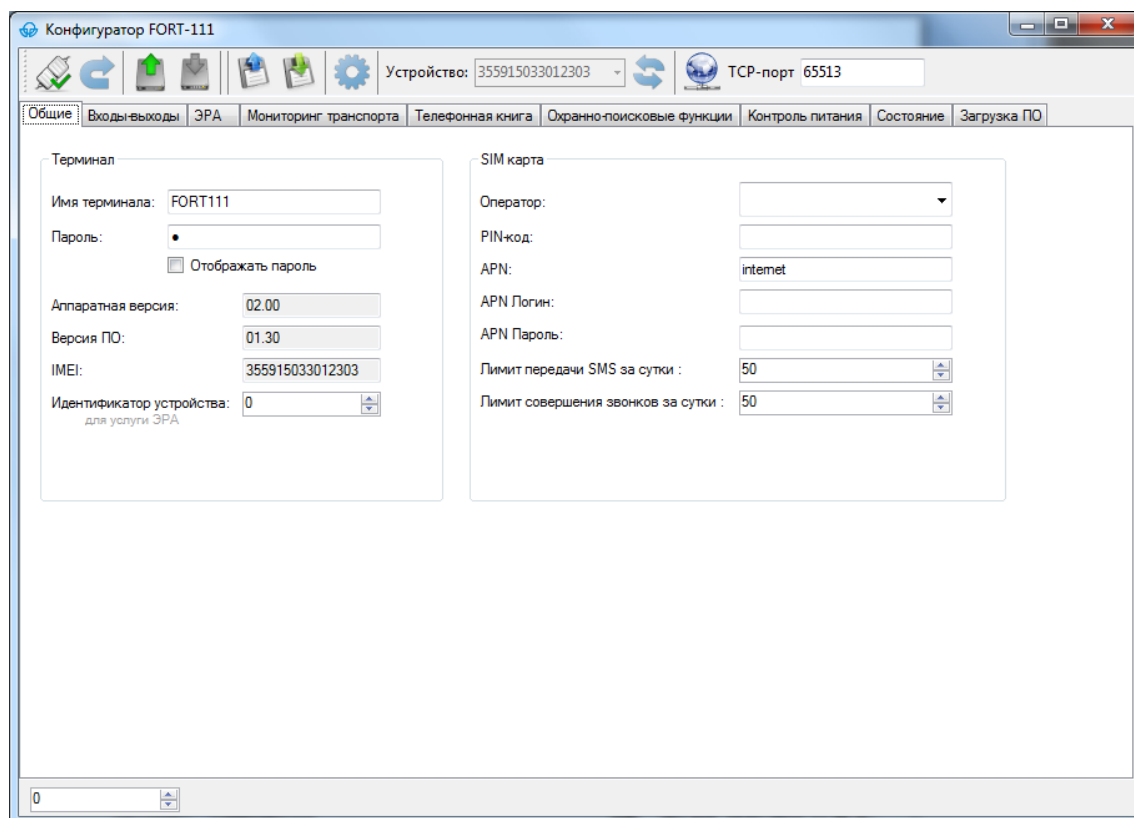 Конфигуратор FORT-111
Устройство: 355915033012303 TCP-порт 65513
Общие Входы-выходы ЭРА Мониторинг транспорта Телефонная книга Охранно-поисковые функции Контроль питания Состояние Загрузка ПО
Терминал
Имя терминала: FORT111
Пароль: •
Отображать пароль
Аппаратная версия: 02.00
Версия ПО: 01.30
IMEI: 355915033012303
Идентификатор устройства: 0
для услуги ЭРА
SIM карта
Оператор:
PIN-код:
APN: internet
APN Логин:
APN Пароль:
Лимит передачи SMS за сутки : 50
Лимит совершения звонков за сутки : 50
0